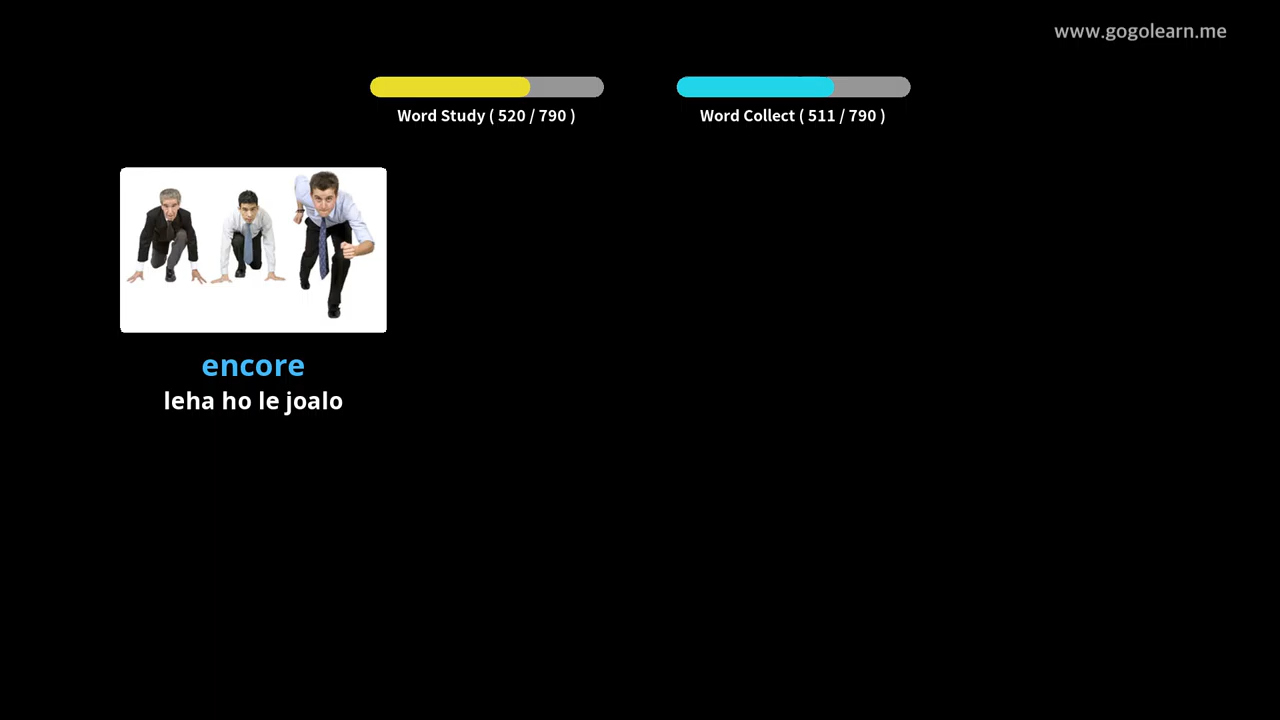 www.gogolearn.me
Word Study ( 520 / 790 )
Word Collect ( 511 / 790 )
encore
leha ho le joalo